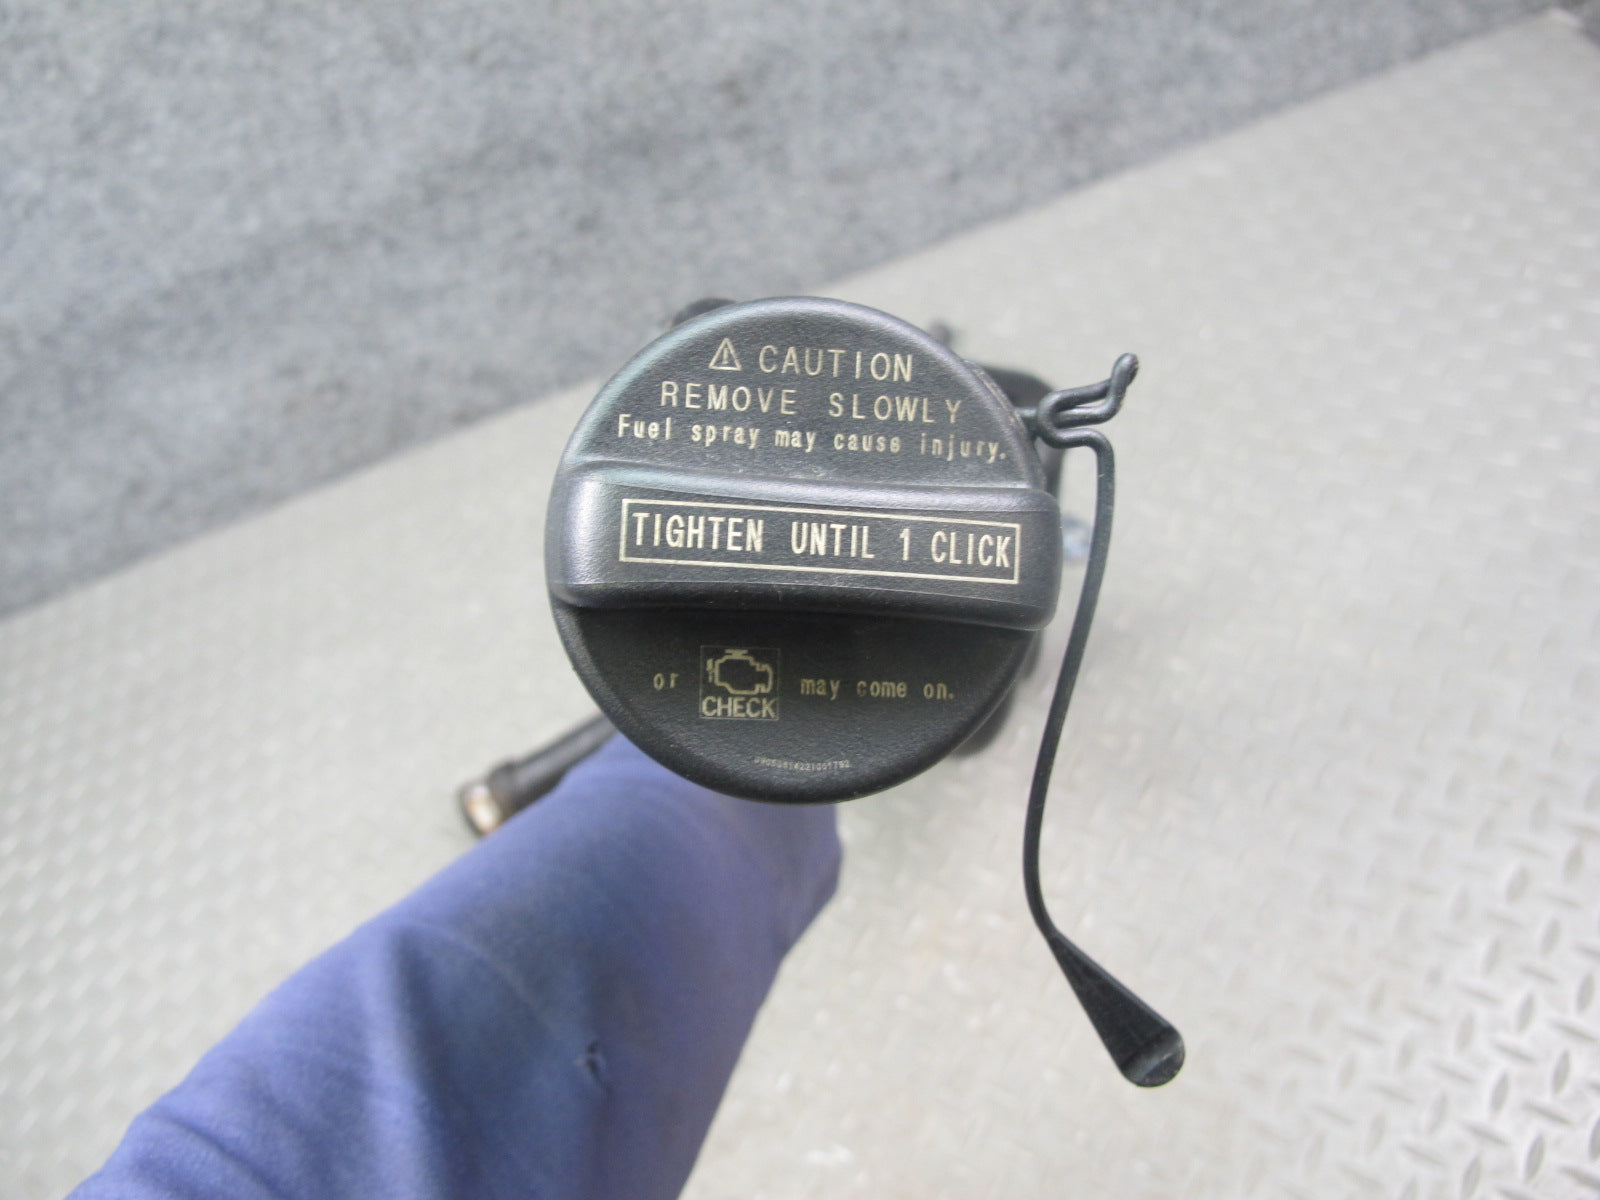 CAUTION
REMOVE SLOWLY
Fuel spray may cause injury.
TIGHTEN UNTIL 1 CLICK
or CHECK may come on.